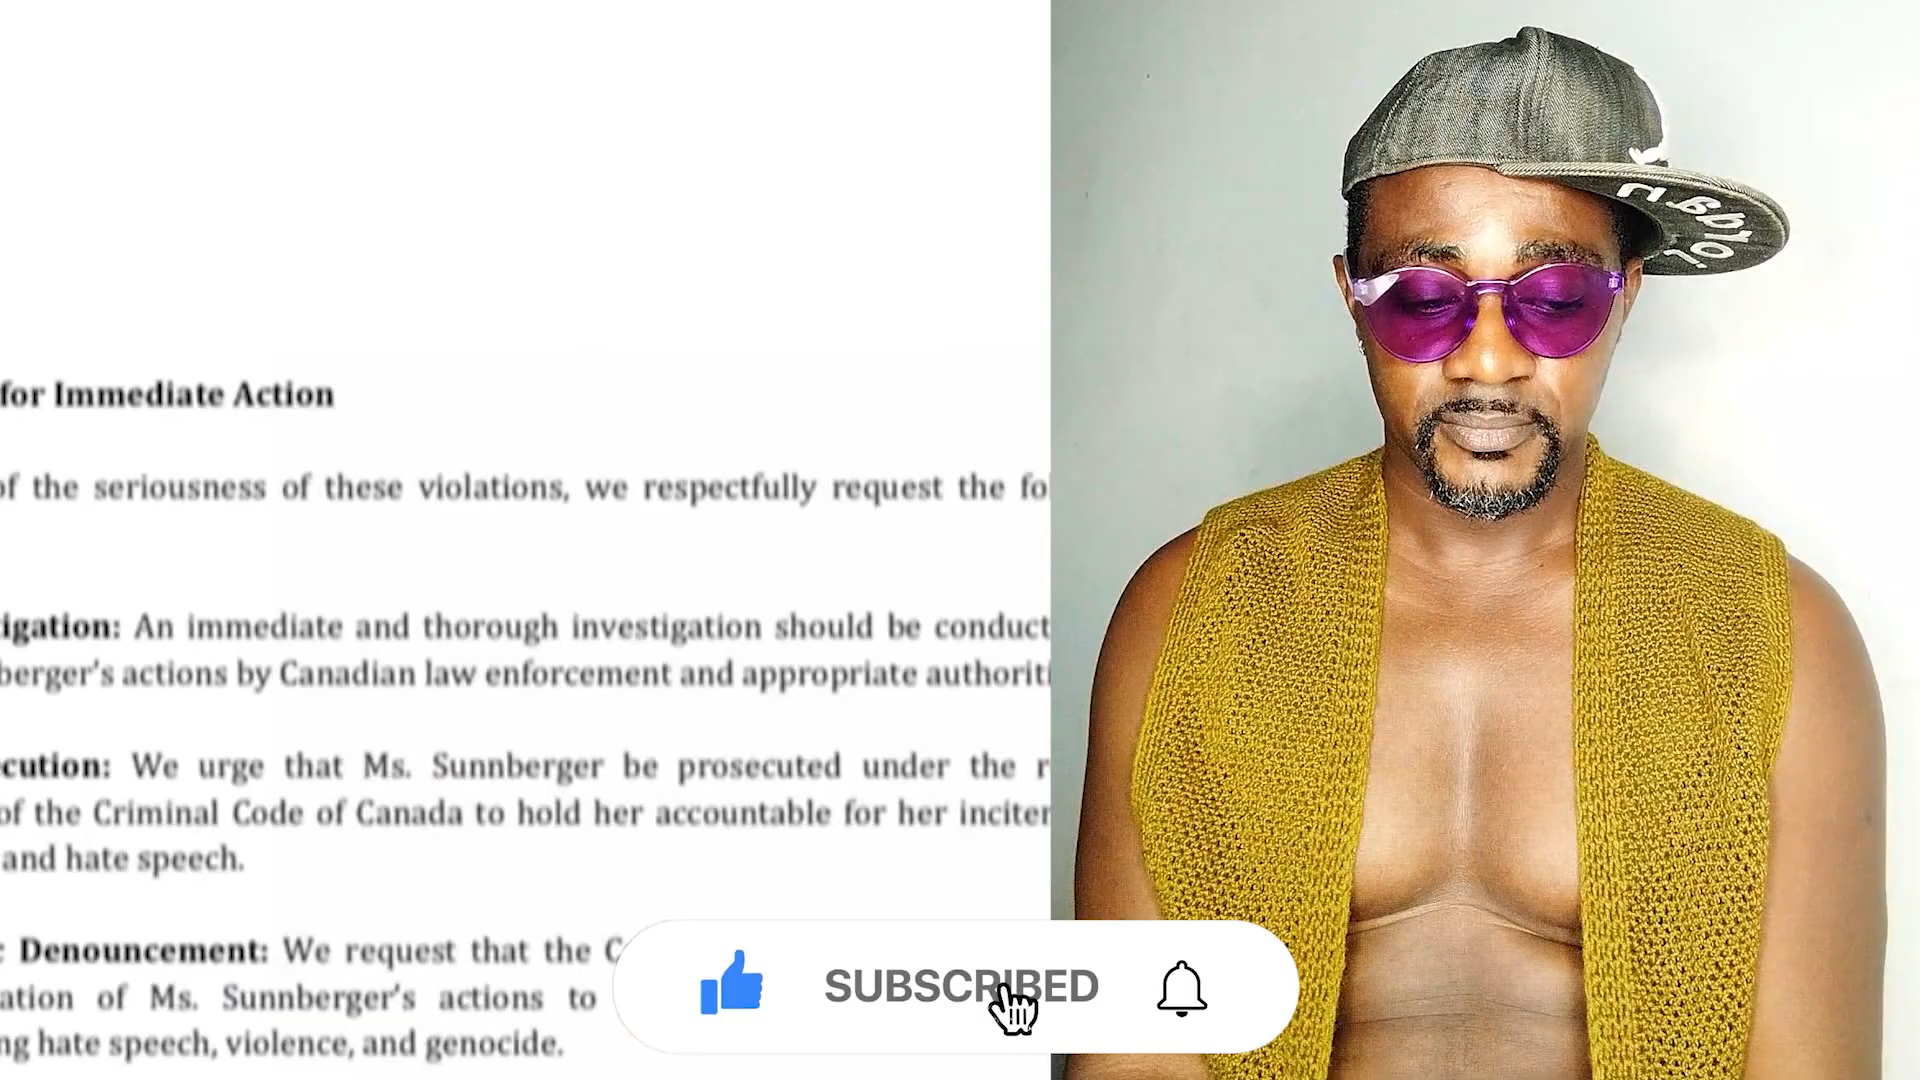 for Immediate Action
of the seriousness of these violations, we respectfully request the fo
igation: An immediate and thorough investigation should be conduct
berger's actions by Canadian law enforcement and appropriate authoriti
cution: We urge that Ms. Sunnberger be prosecuted under the r
of the Criminal Code of Canada to hold her accountable for her inciter
and hate speech.
: Denouncement: We request that the C
ation of Ms. Sunnberger's actions to
ng hate speech, violence, and genocide.
SUBSCRIBED